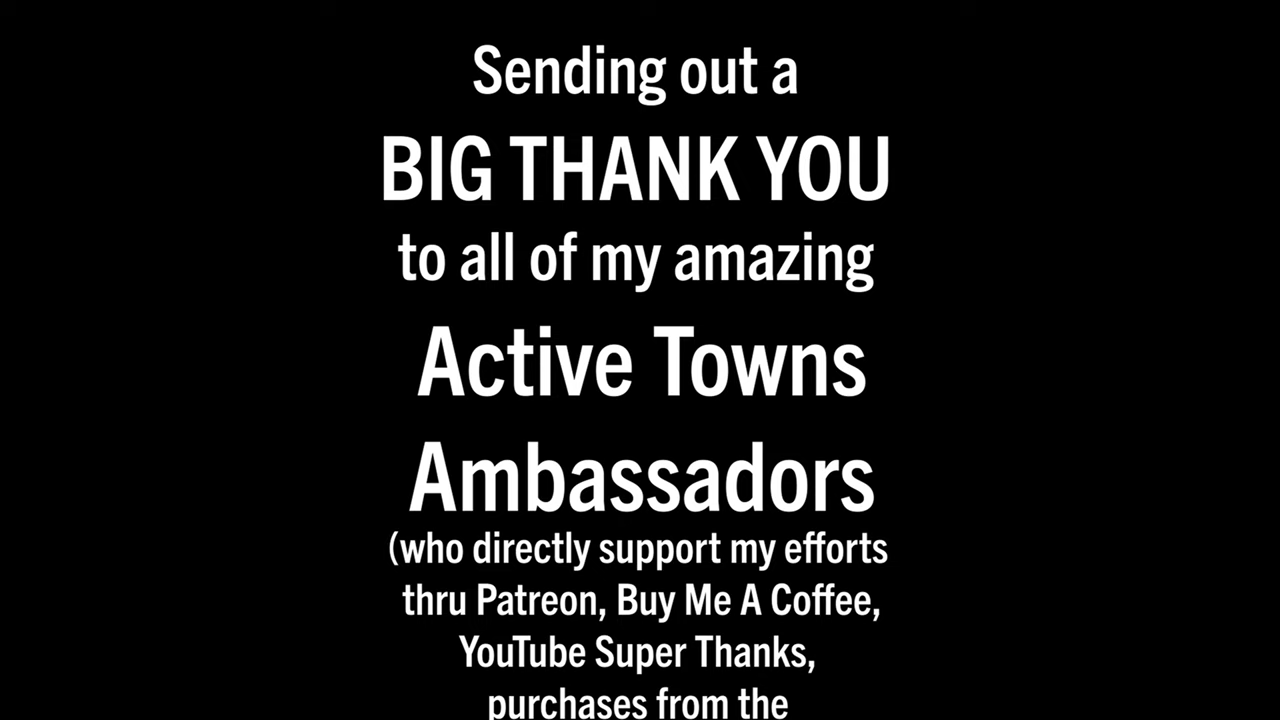 Sending out a
BIG THANK YOU
to all of my amazing
Active Towns
Ambassadors
(who directly support my efforts
thru Patreon, Buy Me A Coffee,
YouTube Super Thanks,
purchases from the